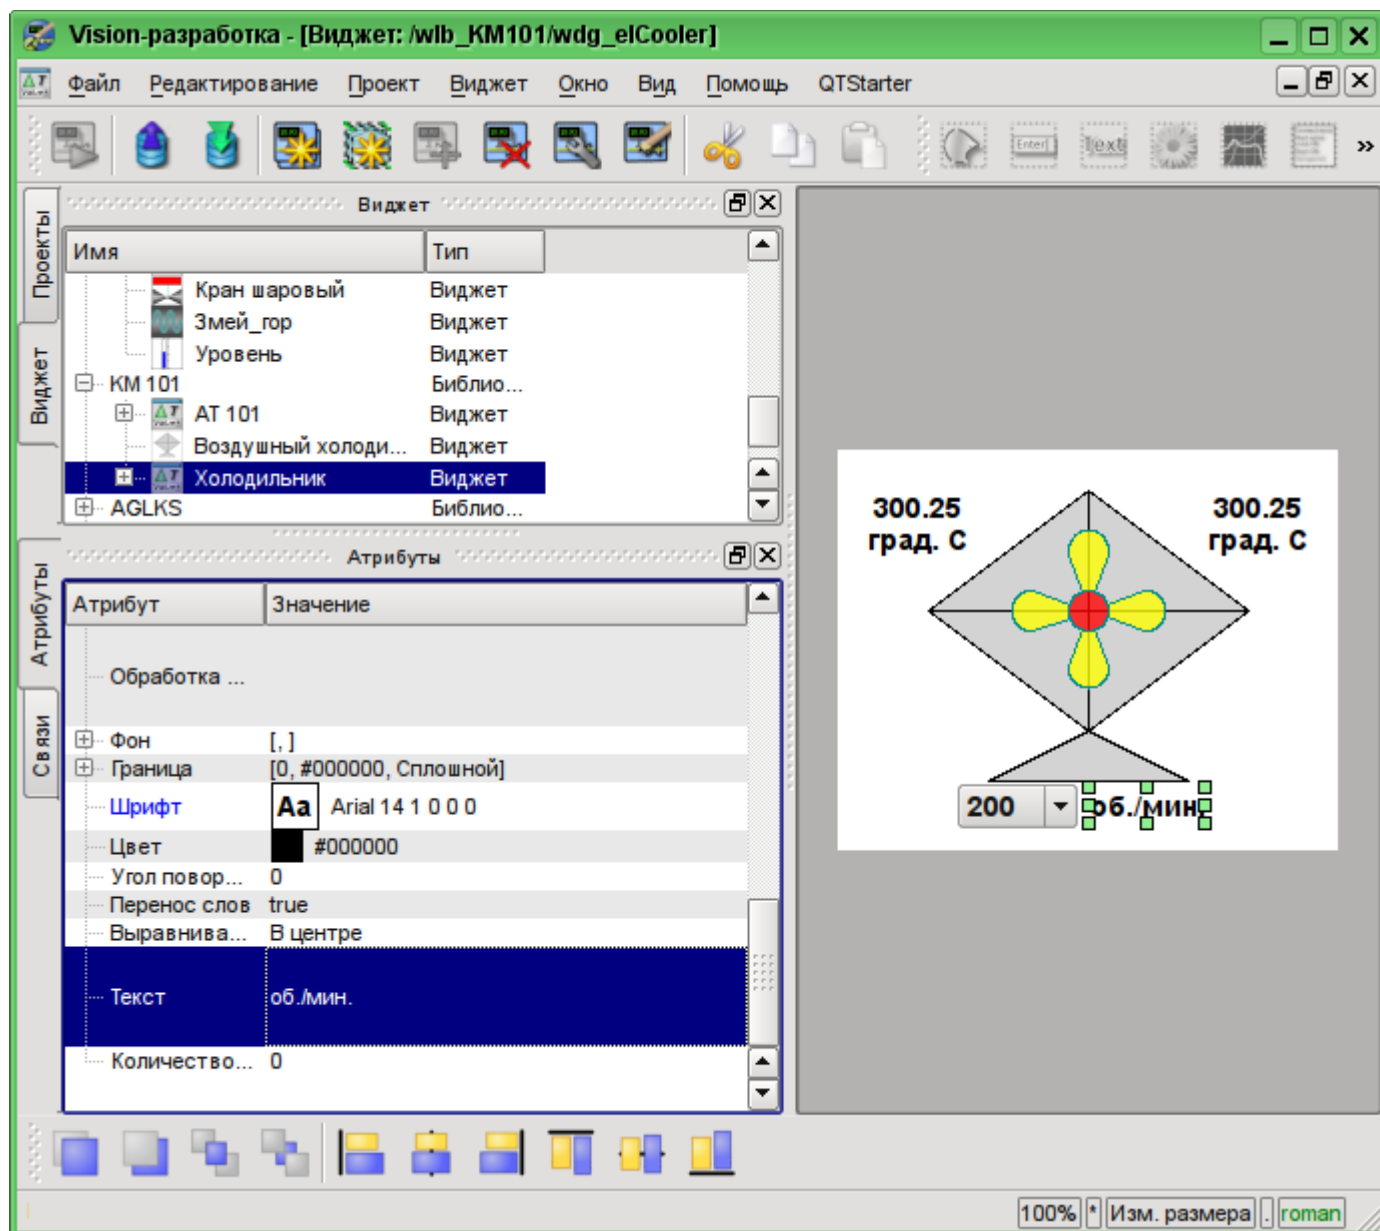 Vision-разработка - [Виджет: /wlb_KM101/wdg_elCooler]
Файл Редактирование Проект Виджет Окно Вид Помощь QTStarter
Enter Text »
Проекты
Виджет
Виджет
Имя Тип
Кран шаровый Виджет
Змей_гор Виджет
Уровень Виджет
КМ 101 Библио...
АТ 101 Виджет
Воздушный холоди... Виджет
Холодильник Виджет
AGLKS Библио...
Атрибуты
Связи
Атрибуты
Атрибут Значение
Обработка ...
Фон [, ]
Граница [0, #000000, Сплошной]
Шрифт Aa Arial 14 1 0 0 0
Цвет #000000
Угол повор... 0
Перенос слов true
Выравнива... В центре
Текст об./мин.
Количество... 0
300.25
град. С
300.25
град. С
200 об./мин.
100% * Изм. размера . roman